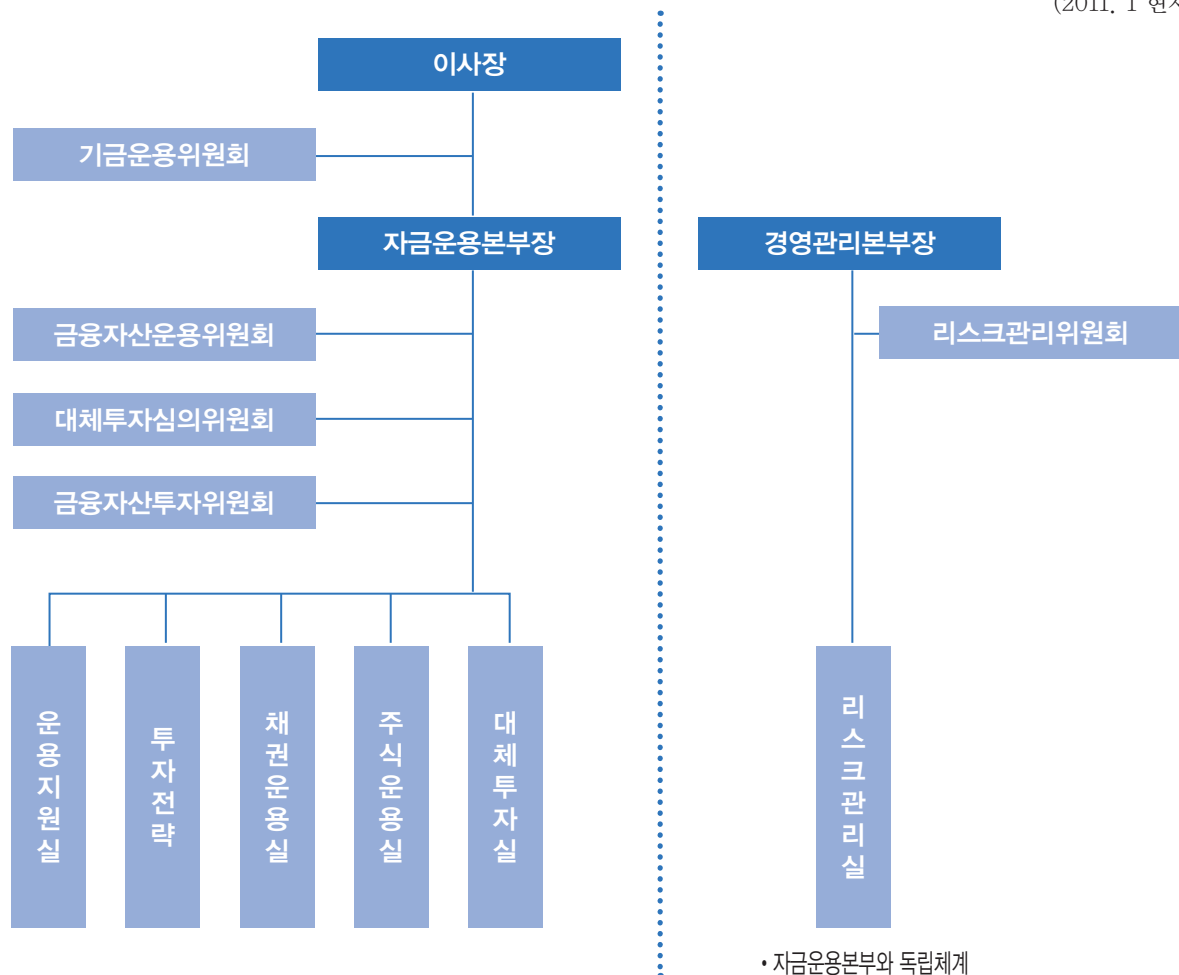 (2011. 1 현재
이사장
기금운용위원회
자금운용본부장
경영관리본부장
금융자산운용위원회
리스크관리위원회
대체투자심의위원회
금융자산투자위원회
운용지원실
투자전략
채권운용실
주식운용실
대체투자실
리스크관리실
• 자금운용본부와 독립체계